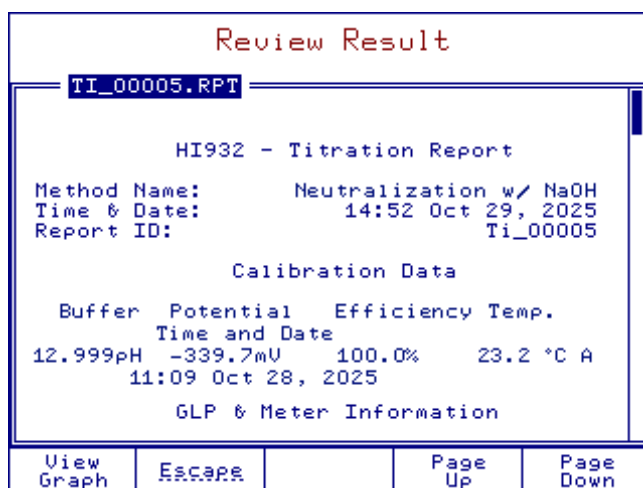 Review Result
TI_00005.RPT
HI932 - Titration Report
Method Name: Neutralization w/ NaOH
Time & Date: 14:52 Oct 29, 2025
Report ID: Ti_00005
Calibration Data
Buffer Potential Efficiency Temp.
Time and Date
12.999pH -339.7mV 100.0% 23.2 °C A
11:09 Oct 28, 2025
GLP & Meter Information
View Graph
Escape
Page Up
Page Down